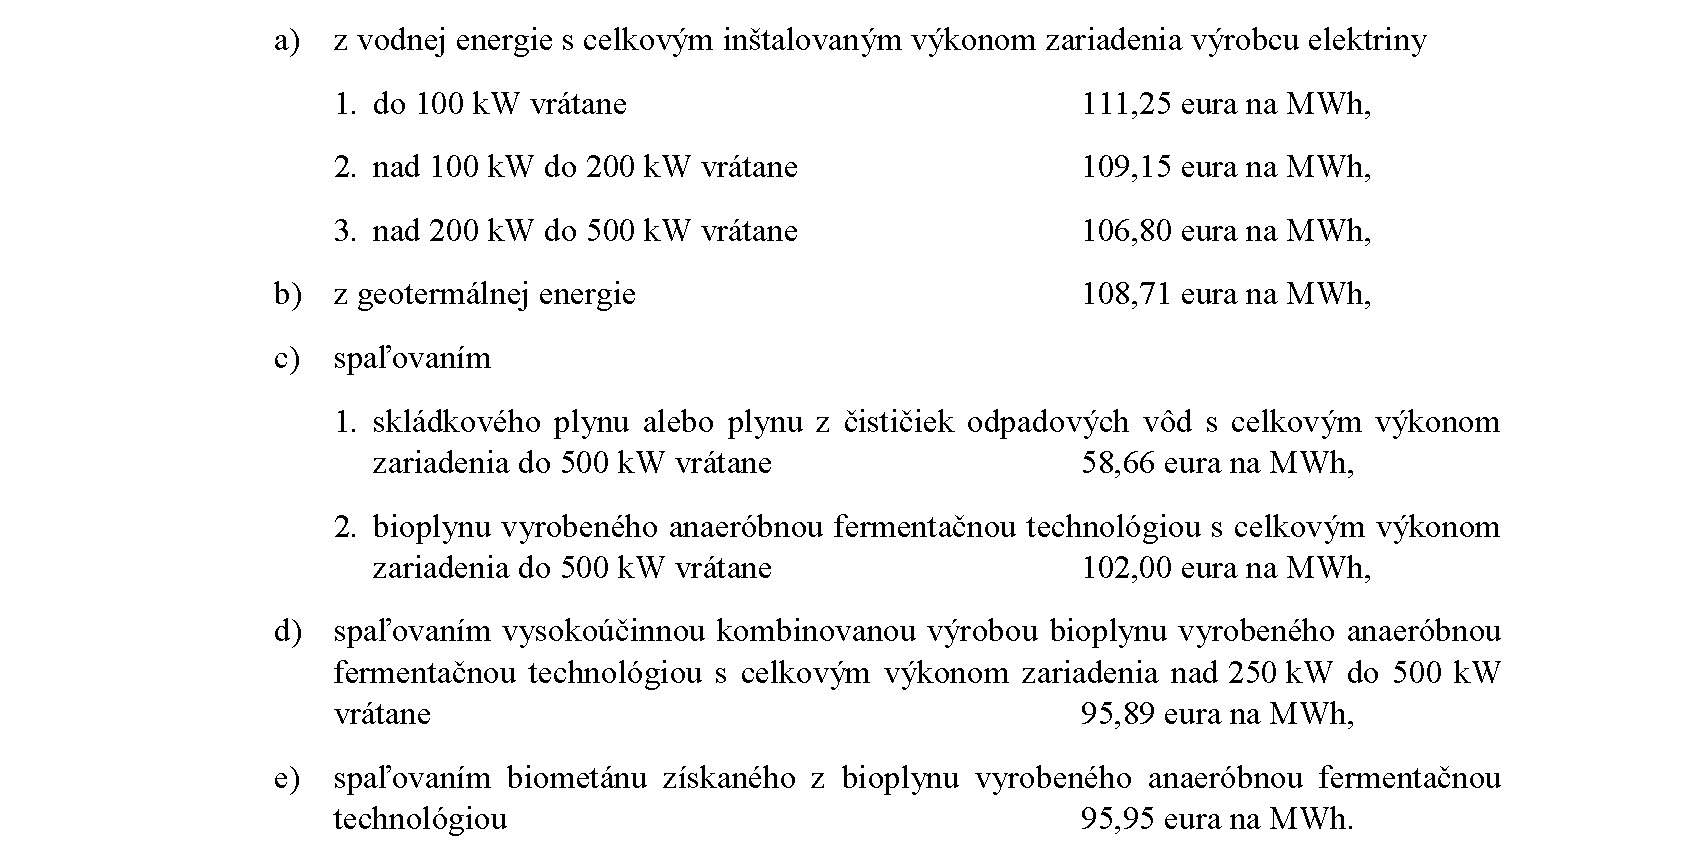 a) z vodnej energie s celkovým inštalovaným výkonom zariadenia výrobcu elektriny
1. do 100 kW vrátane 111,25 eura na MWh,
2. nad 100 kW do 200 kW vrátane 109,15 eura na MWh,
3. nad 200 kW do 500 kW vrátane 106,80 eura na MWh,
b) z geotermálnej energie 108,71 eura na MWh,
c) spaľovaním
1. skládkového plynu alebo plynu z čističiek odpadových vôd s celkovým výkonom
zariadenia do 500 kW vrátane 58,66 eura na MWh,
2. bioplynu vyrobeného anaeróbnou fermentačnou technológiou s celkovým výkonom
zariadenia do 500 kW vrátane 102,00 eura na MWh,
d) spaľovaním vysokoúčinnou kombinovanou výrobou bioplynu vyrobeného anaeróbnou
fermentačnou technológiou s celkovým výkonom zariadenia nad 250 kW do 500 kW
vrátane 95,89 eura na MWh,
e) spaľovaním biometánu získaného z bioplynu vyrobeného anaeróbnou fermentačnou
technológiou 95,95 eura na MWh.